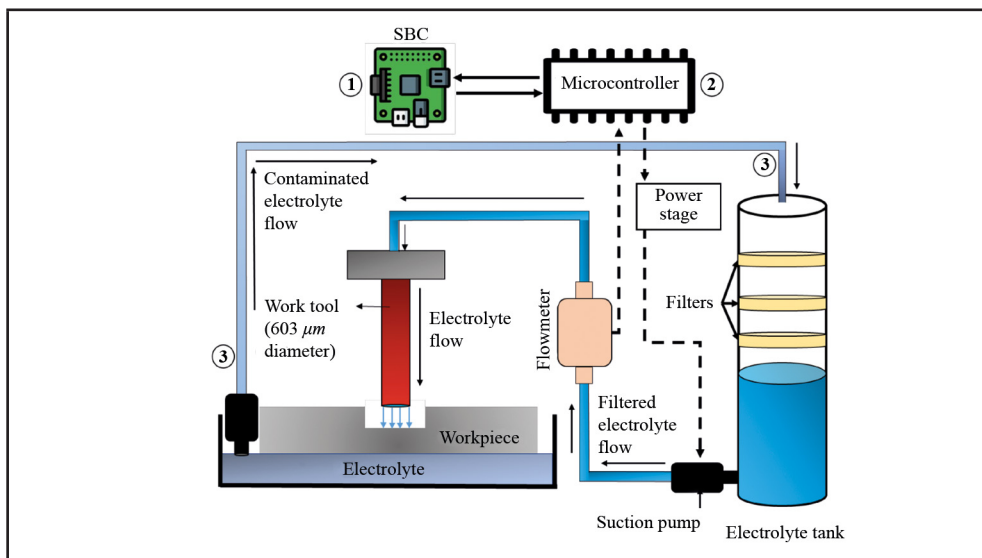 SBC
1
Microcontroller
2
3
Contaminated
electrolyte
flow
Power
stage
Work tool
(603 μm
diameter)
Electrolyte
flow
Flowmeter
Filters
3
Filtered
electrolyte
flow
Workpiece
Electrolyte
Suction pump
Electrolyte tank